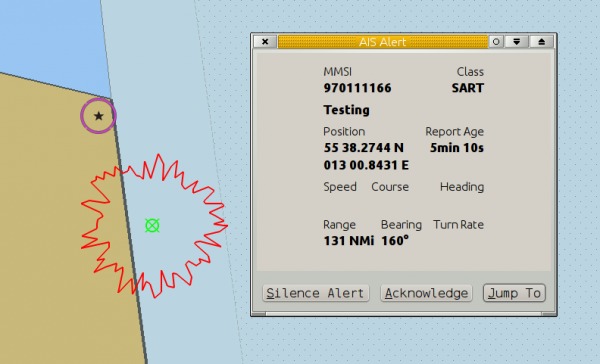 AIS Alert
MMSI Class
970111166 SART
Testing
Position Report Age
55 38.2744 N 5min 10s
013 00.8431 E
Speed Course Heading
Range Bearing Turn Rate
131 NMi 160°
Silence Alert Acknowledge Jump To